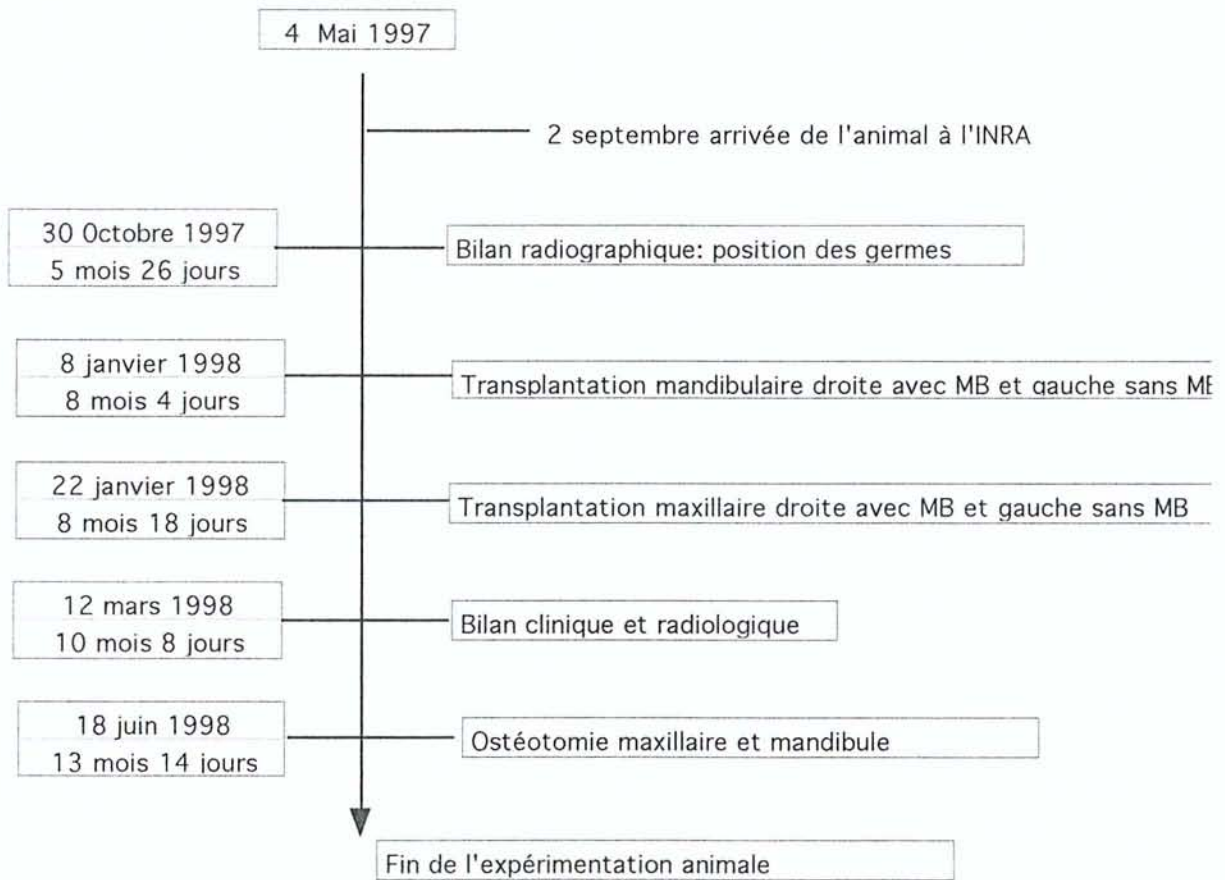 4 Mai 1997
2 septembre arrivée de l'animal à l'INRA
30 Octobre 1997
5 mois 26 jours
Bilan radiographique: position des germes
8 janvier 1998
8 mois 4 jours
Transplantation mandibulaire droite avec MB et gauche sans MB
22 janvier 1998
8 mois 18 jours
Transplantation maxillaire droite avec MB et gauche sans MB
12 mars 1998
10 mois 8 jours
Bilan clinique et radiologique
18 juin 1998
13 mois 14 jours
Ostéotomie maxillaire et mandibule
Fin de l'expérimentation animale